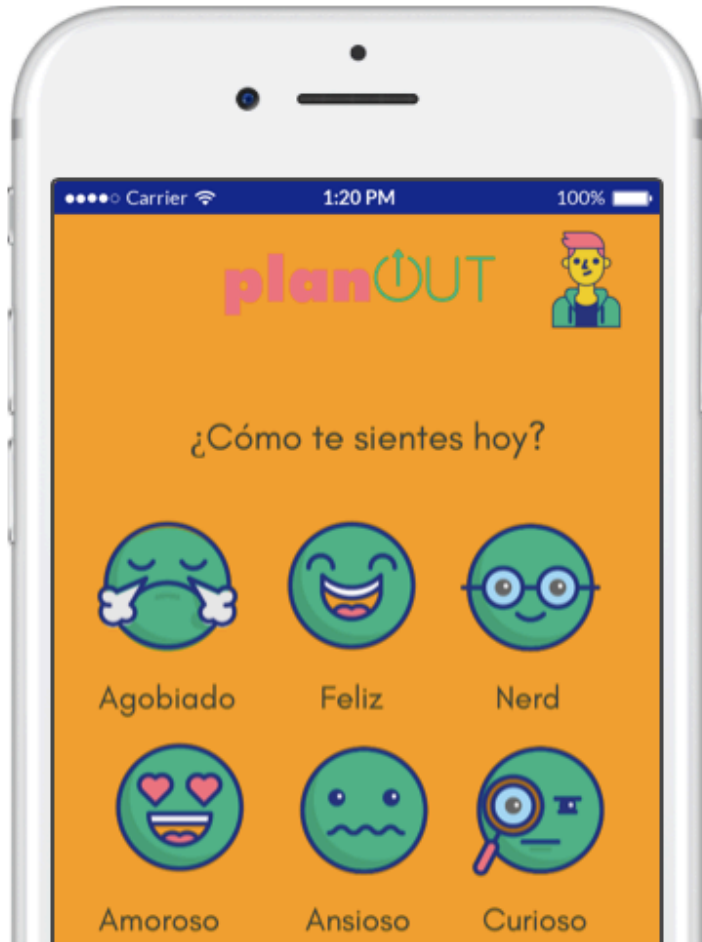 Carrier 1:20 PM 100%
planOUT
¿Cómo te sientes hoy?
Agobiado Feliz Nerd
Amoroso Ansioso Curioso